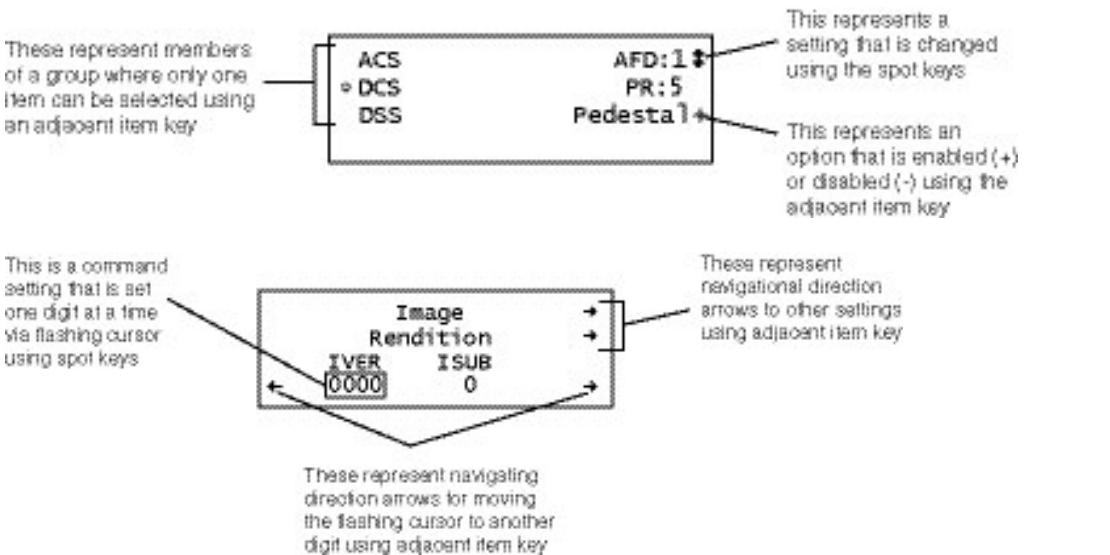 These represent members
of a group where only one
item can be selected using
an adjacent item key
ACS
DCS
DSS
AFD:1
PR:5
Pedestal+
This represents a
setting that is changed
using the spot keys
This represents an
option that is enabled (+)
or disabled (-) using the
adjacent item key
This is a command
setting that is set
one digit at a time
via flashing cursor
using spot keys
Image
Rendition
IVER ISUB
0000 0
These represent
navigational direction
arrows to other settings
using adjacent item key
These represent navigating
direction arrows for moving
the flashing cursor to another
digit using adjacent item key